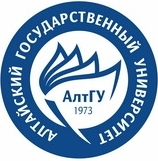 АЛТАЙСКИЙ ГОСУДАРСТВЕННЫЙ УНИВЕРСИТЕТ
АлтГУ
1973